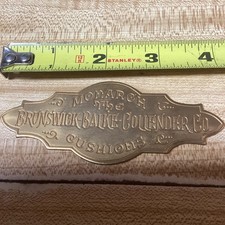 1 2 STANLEY 3 4
MONARCH
THE
BRUNSWICK-BALKE-COLLENDER CO
CUSHIONS